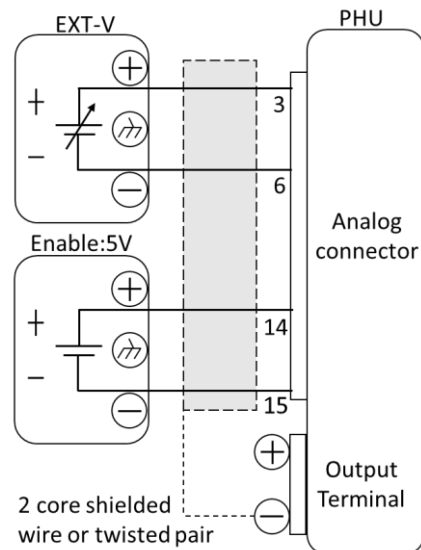 EXT-V
PHU
+
+
3
−
−
6
Analog
connector
Enable:5V
+
+
14
−
−
15
+
Output
Terminal
−
2 core shielded
wire or twisted pair